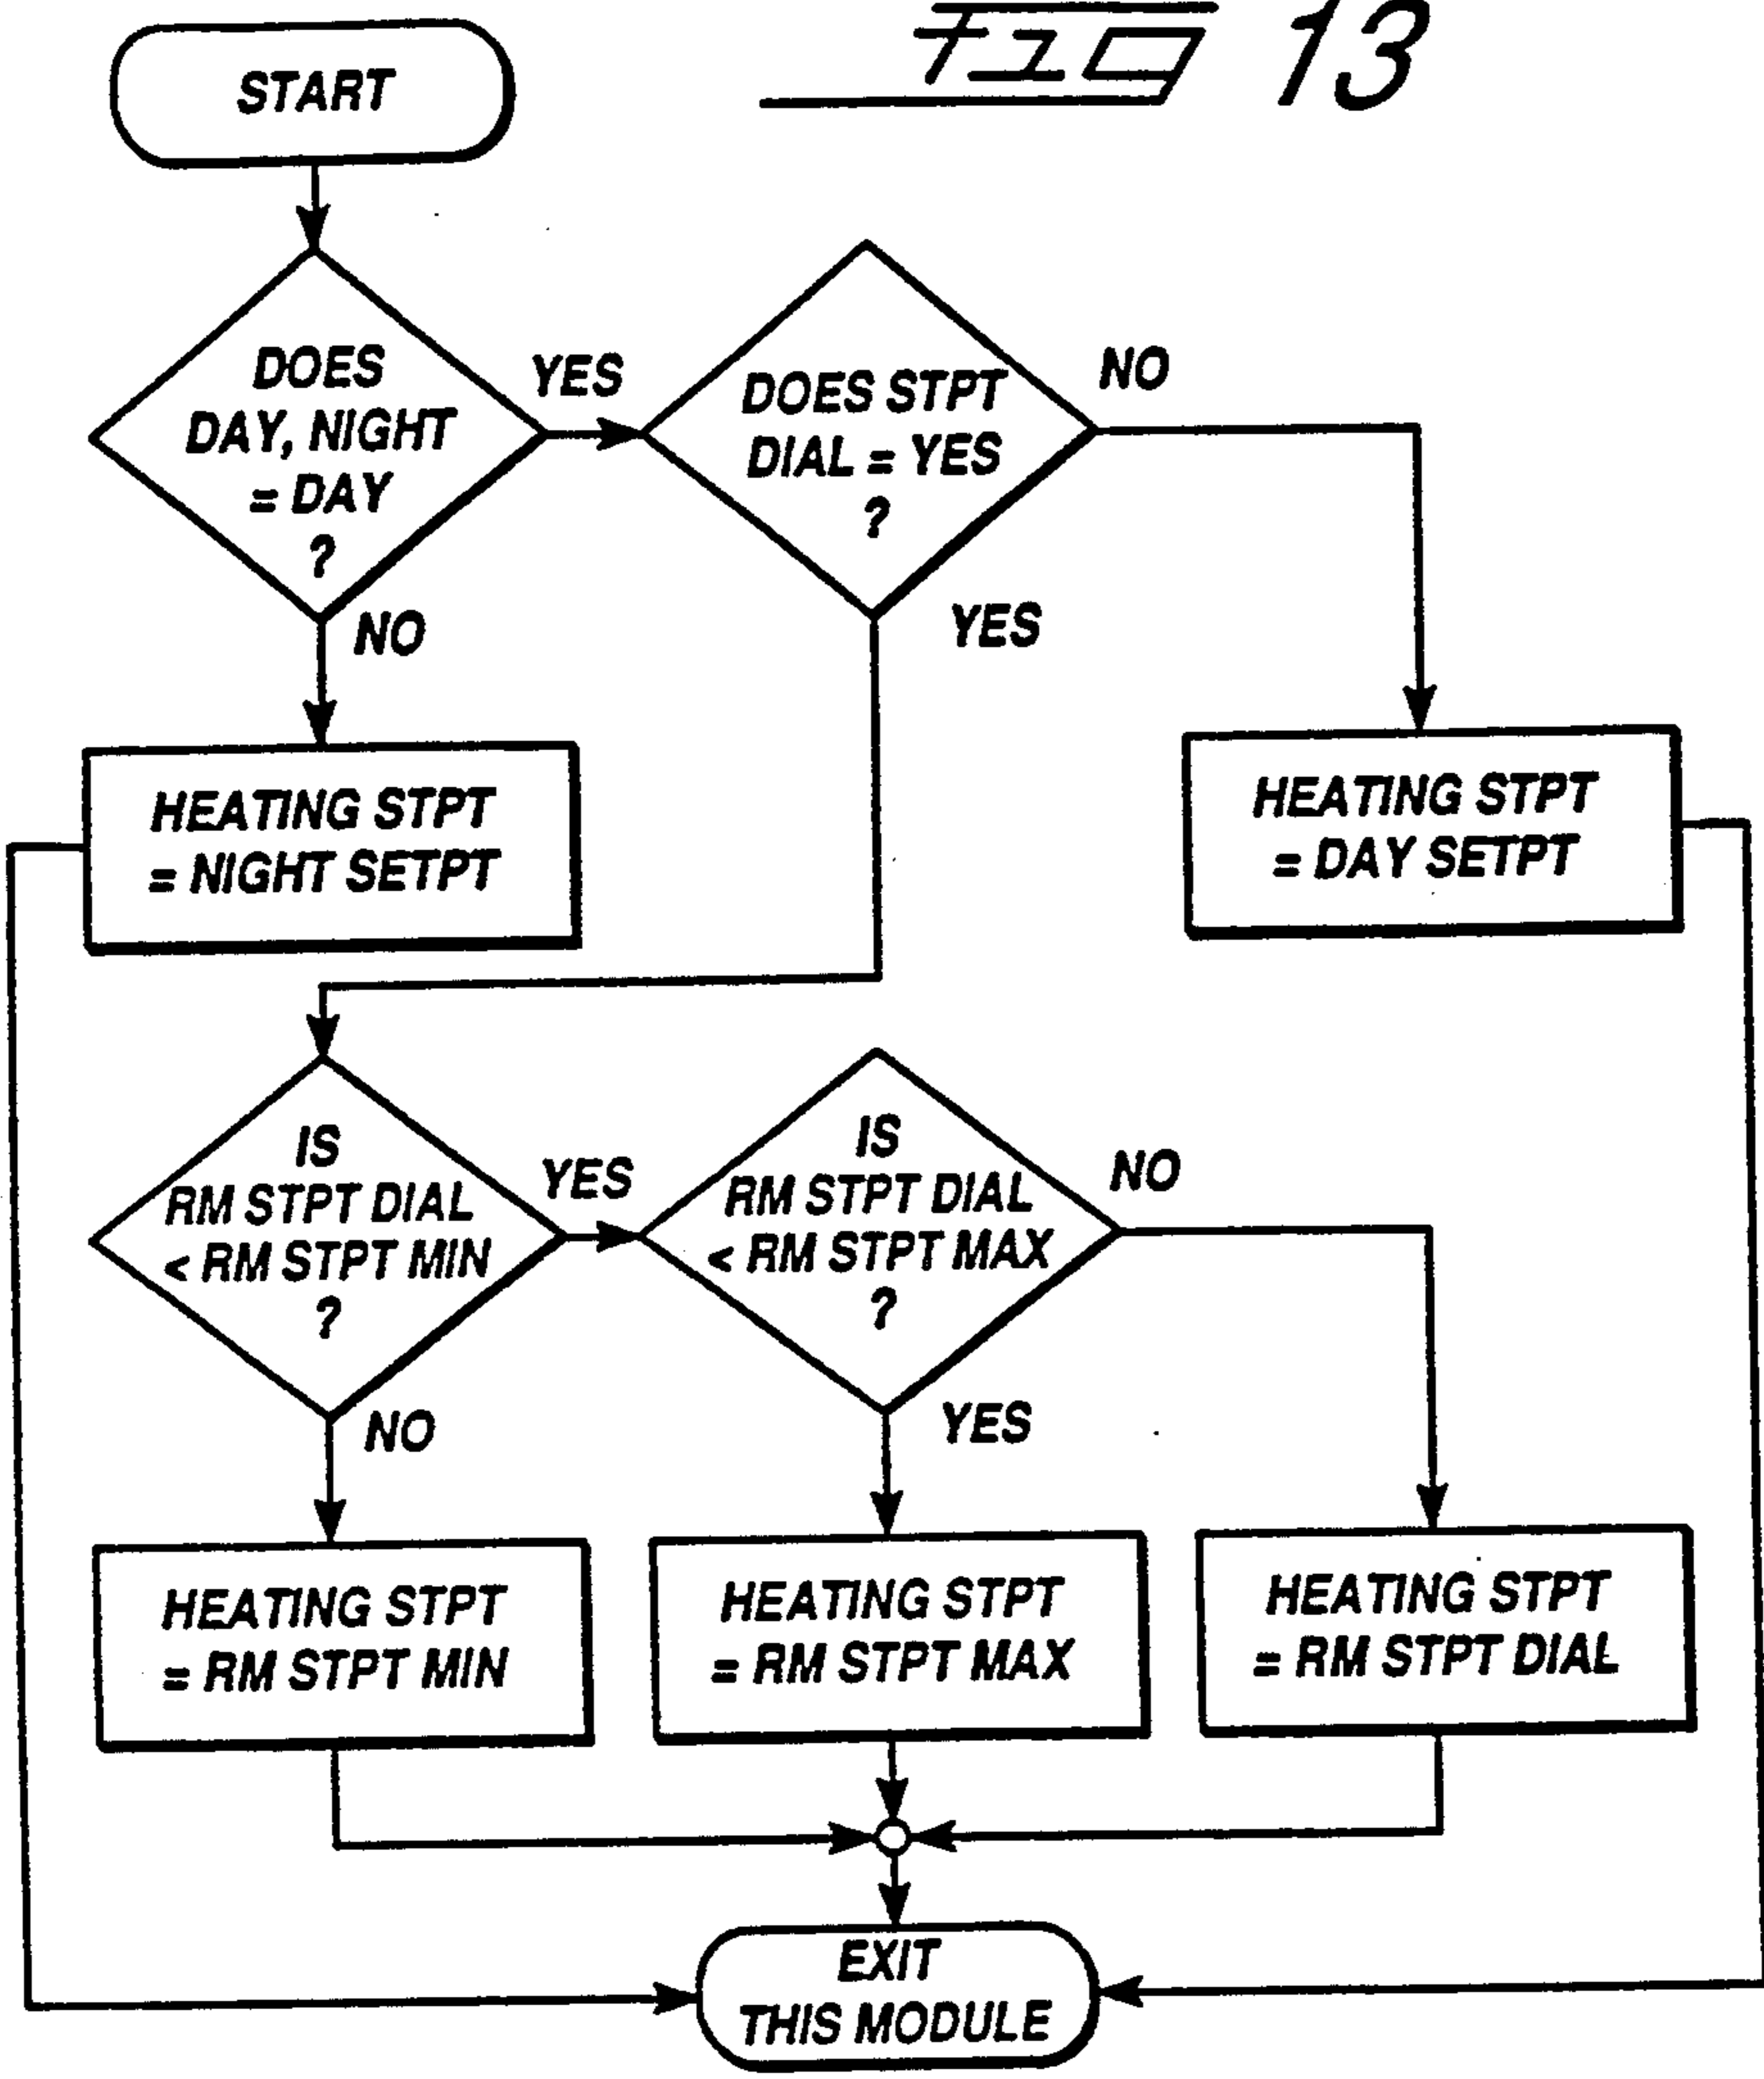 FIG 13
START
DOES
DAY, NIGHT
= DAY
?
YES
NO
DOES STPT
DIAL = YES
?
NO
YES
HEATING STPT
= NIGHT SETPT
HEATING STPT
= DAY SETPT
IS
RM STPT DIAL
< RM STPT MIN
?
YES
NO
IS
RM STPT DIAL
< RM STPT MAX
?
NO
YES
HEATING STPT
= RM STPT MIN
HEATING STPT
= RM STPT MAX
HEATING STPT
= RM STPT DIAL
EXIT
THIS MODULE